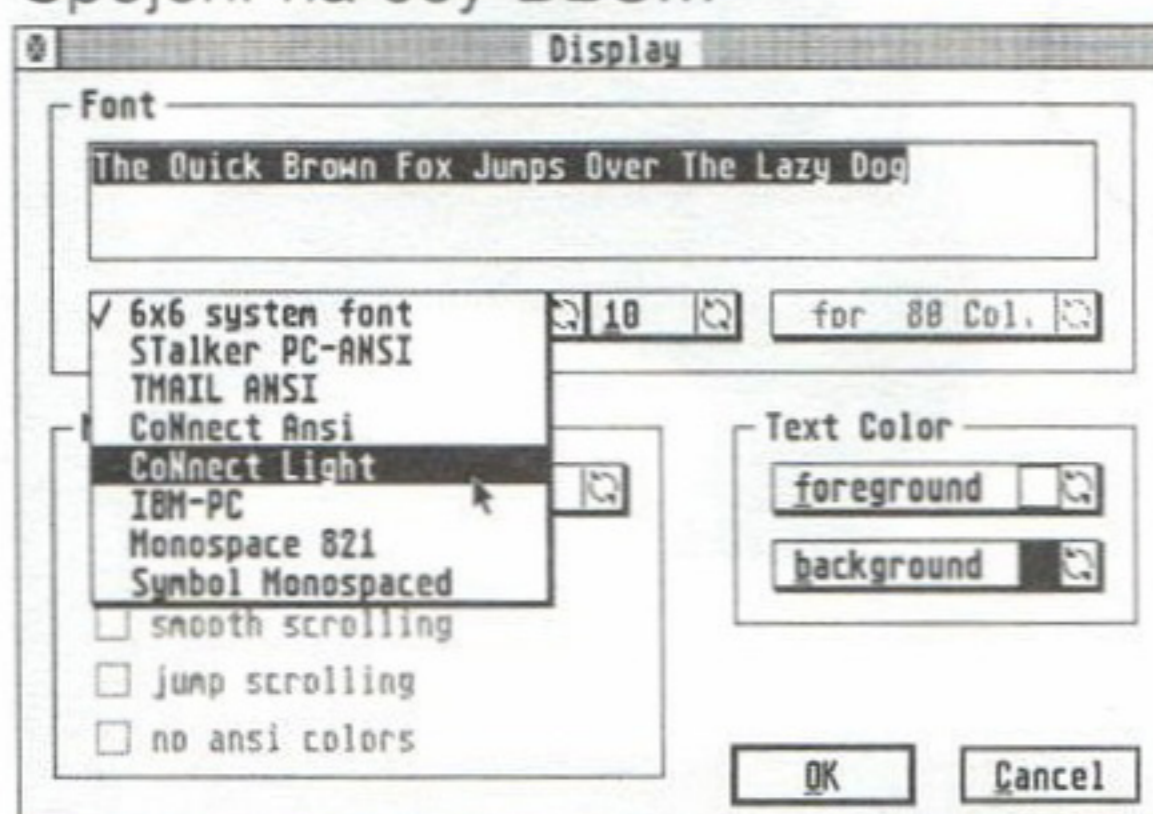 Display
Font
The Quick Brown Fox Jumps Over The Lazy Dog
✓ 6x6 system font
10
for 80 Col.
STalker PC-ANSI
TMAIL ANSI
CoNnect Ansi
CoNnect Light
IBM-PC
Monospace 821
Symbol Monospaced
Text Color
foreground
background
smooth scrolling
jump scrolling
no ansi colors
OK
Cancel